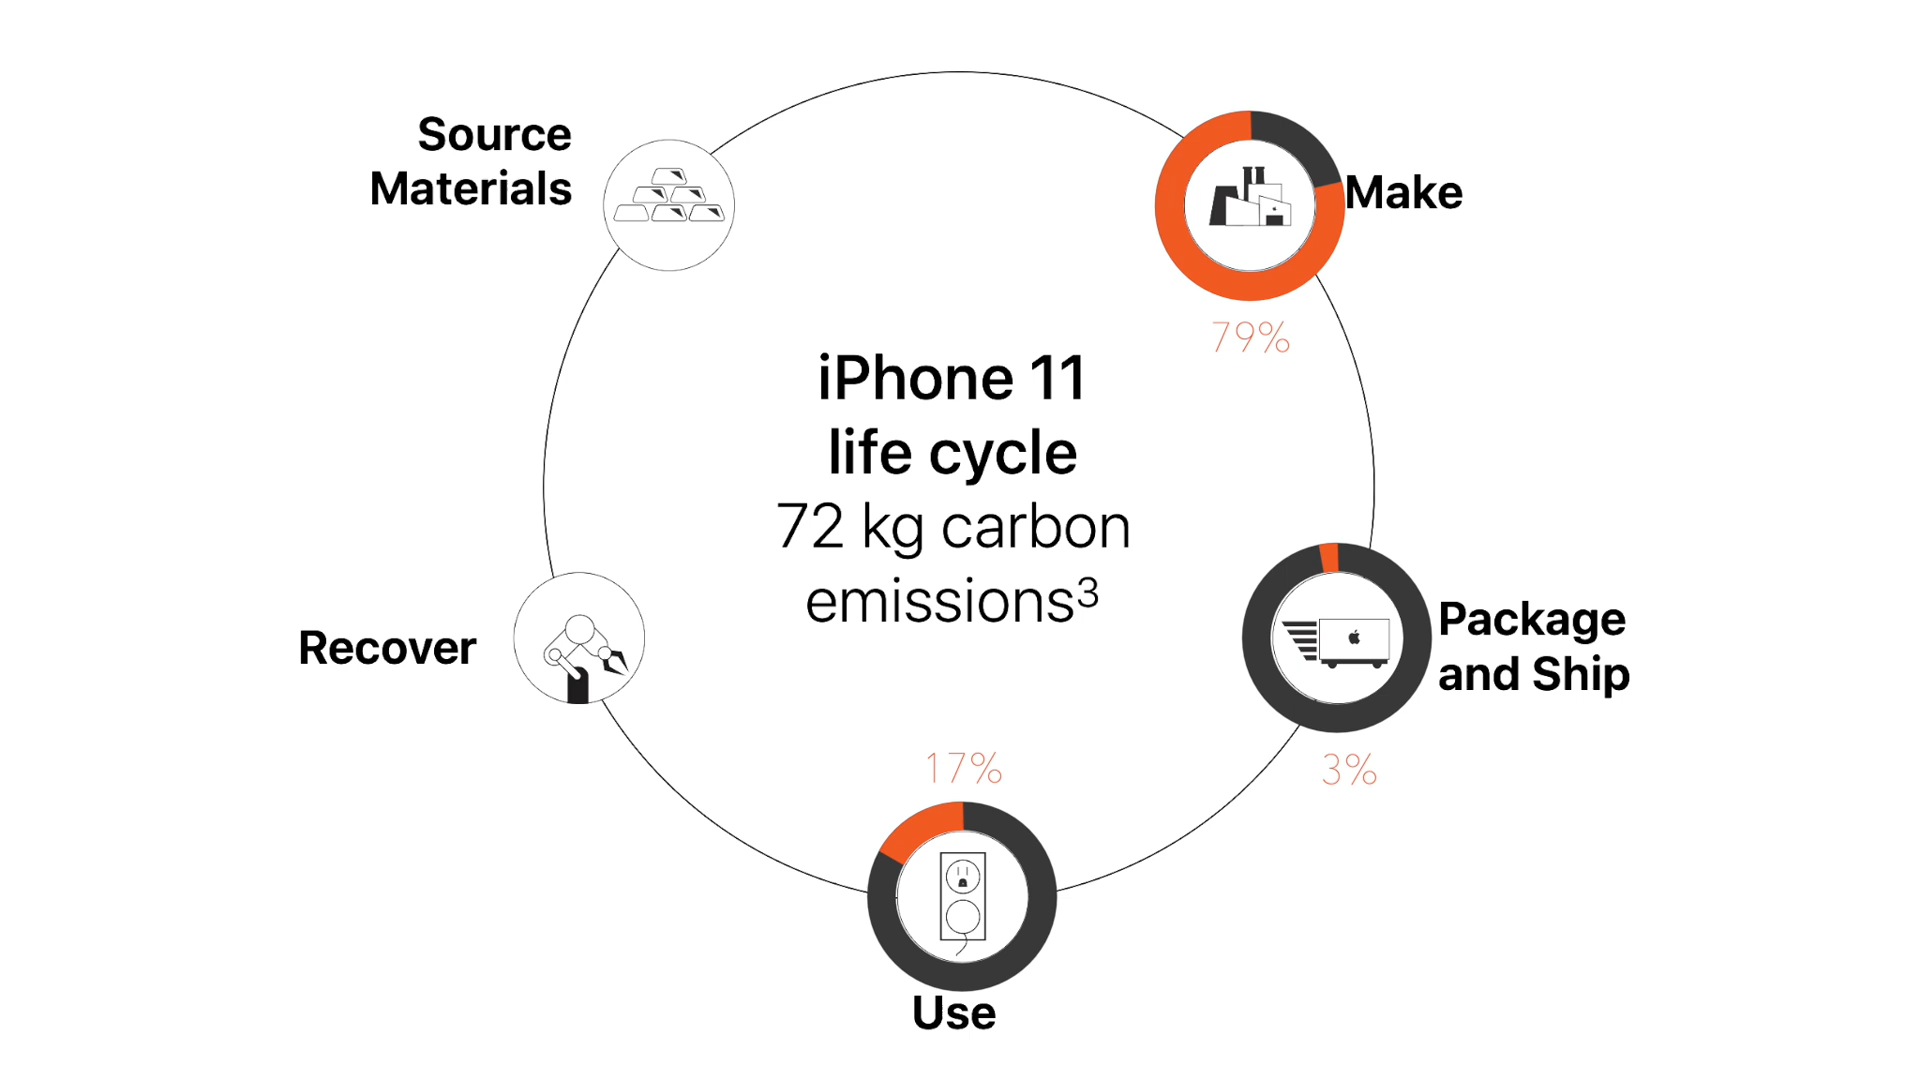 Source
Materials
Make
79%
iPhone 11
life cycle
72 kg carbon
emissions³
Package
and Ship
3%
Recover
17%
Use